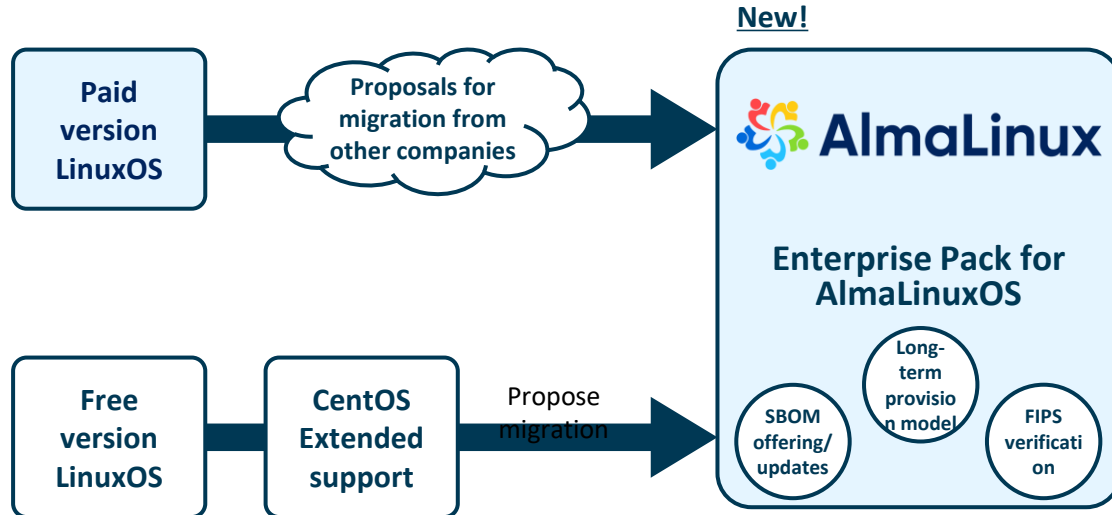 New!
Paid
version
LinuxOS
Proposals for
migration from
other companies
AlmaLinux
Enterprise Pack for
AlmaLinuxOS
Free
version
LinuxOS
CentOS
Extended
support
Propose
migration
Long-
term
provisio
n model
SBOM
offering/
updates
FIPS
verificati
on